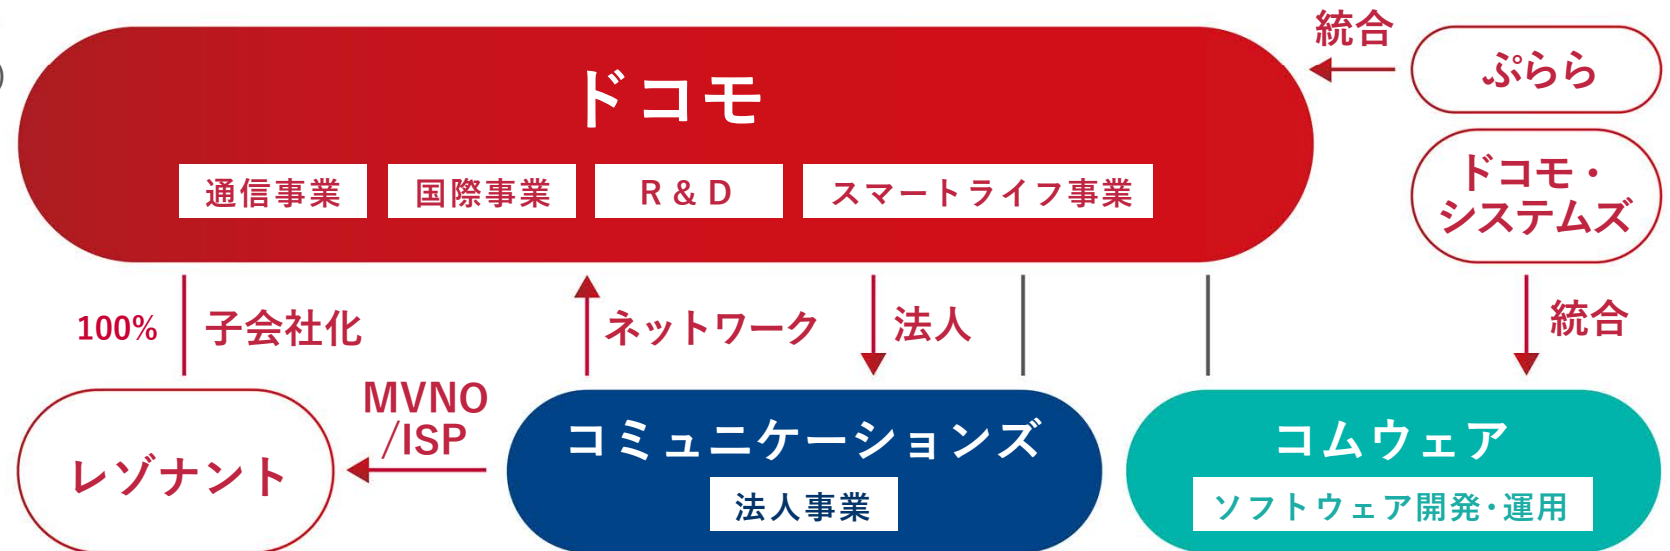 ドコモ
通信事業
国際事業
R & D
スマートライフ事業
統合
ぷらら
ドコモ・
システムズ
100%
子会社化
ネットワーク
法人
統合
MVNO
/ISP
レゾナント
コミュニケーションズ
法人事業
コムウェア
ソフトウェア開発・運用